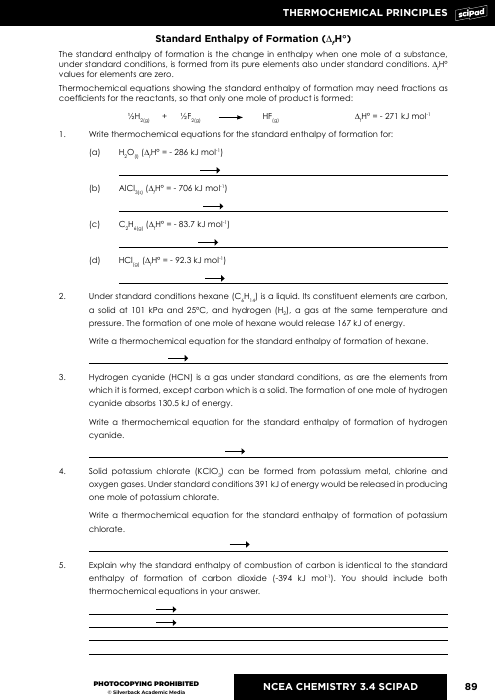 THERMOCHEMICAL PRINCIPLES scipad
Standard Enthalpy of Formation (ΔfH°)
The standard enthalpy of formation is the change in enthalpy when one mole of a substance,
under standard conditions, is formed from its pure elements also under standard conditions. ΔfH°
values for elements are zero.
Thermochemical equations showing the standard enthalpy of formation may need fractions as
coefficients for the reactants, so that only one mole of product is formed:
½H2(g) + ½F2(g) → HF(g) ΔfH° = - 271 kJ mol-1
1. Write thermochemical equations for the standard enthalpy of formation for:
(a) H2O(l) (ΔfH° = - 286 kJ mol-1)
→
(b) AlCl3(s) (ΔfH° = - 706 kJ mol-1)
→
(c) C2H6(g) (ΔfH° = - 83.7 kJ mol-1)
→
(d) HCl(g) (ΔfH° = - 92.3 kJ mol-1)
→
2. Under standard conditions hexane (C6H14) is a liquid. Its constituent elements are carbon,
a solid at 101 kPa and 25°C, and hydrogen (H2), a gas at the same temperature and
pressure. The formation of one mole of hexane would release 167 kJ of energy.
Write a thermochemical equation for the standard enthalpy of formation of hexane.
→
3. Hydrogen cyanide (HCN) is a gas under standard conditions, as are the elements from
which it is formed, except carbon which is a solid. The formation of one mole of hydrogen
cyanide absorbs 130.5 kJ of energy.
Write a thermochemical equation for the standard enthalpy of formation of hydrogen
cyanide.
→
4. Solid potassium chlorate (KClO3) can be formed from potassium metal, chlorine and
oxygen gases. Under standard conditions 391 kJ of energy would be released in producing
one mole of potassium chlorate.
Write a thermochemical equation for the standard enthalpy of formation of potassium
chlorate.
→
5. Explain why the standard enthalpy of combustion of carbon is identical to the standard
enthalpy of formation of carbon dioxide (-394 kJ mol-1). You should include both
thermochemical equations in your answer.
→
→
PHOTOCOPYING PROHIBITED
© Silverback Academic Media
NCEA CHEMISTRY 3.4 SCIPAD 89